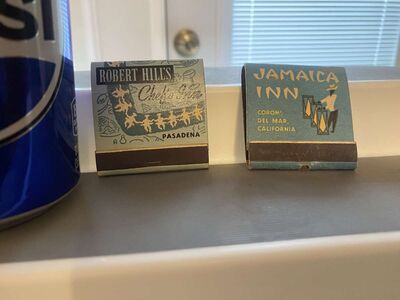 SI
ROBERT HILL'S
Chef's Inn
PASADENA
JAMAICA
INN
CORONA
DEL MAR,
CALIFORNIA